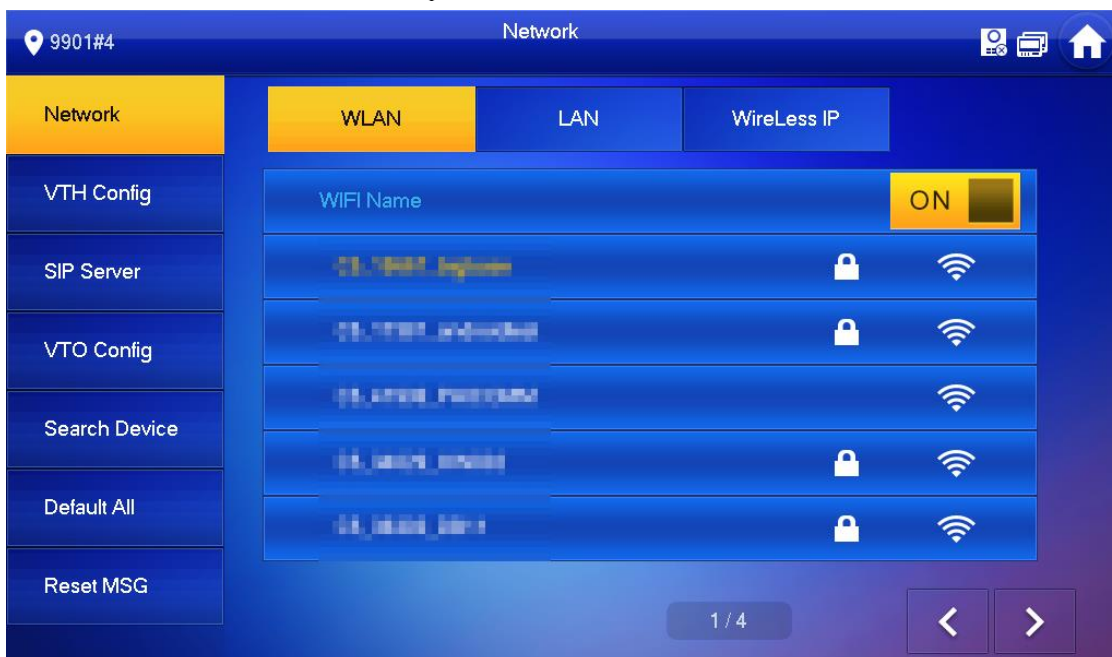 9901#4
Network
Network
WLAN
LAN
WireLess IP
VTH Config
WIFI Name
ON
SIP Server
VTO Config
Search Device
Default All
Reset MSG
1 / 4